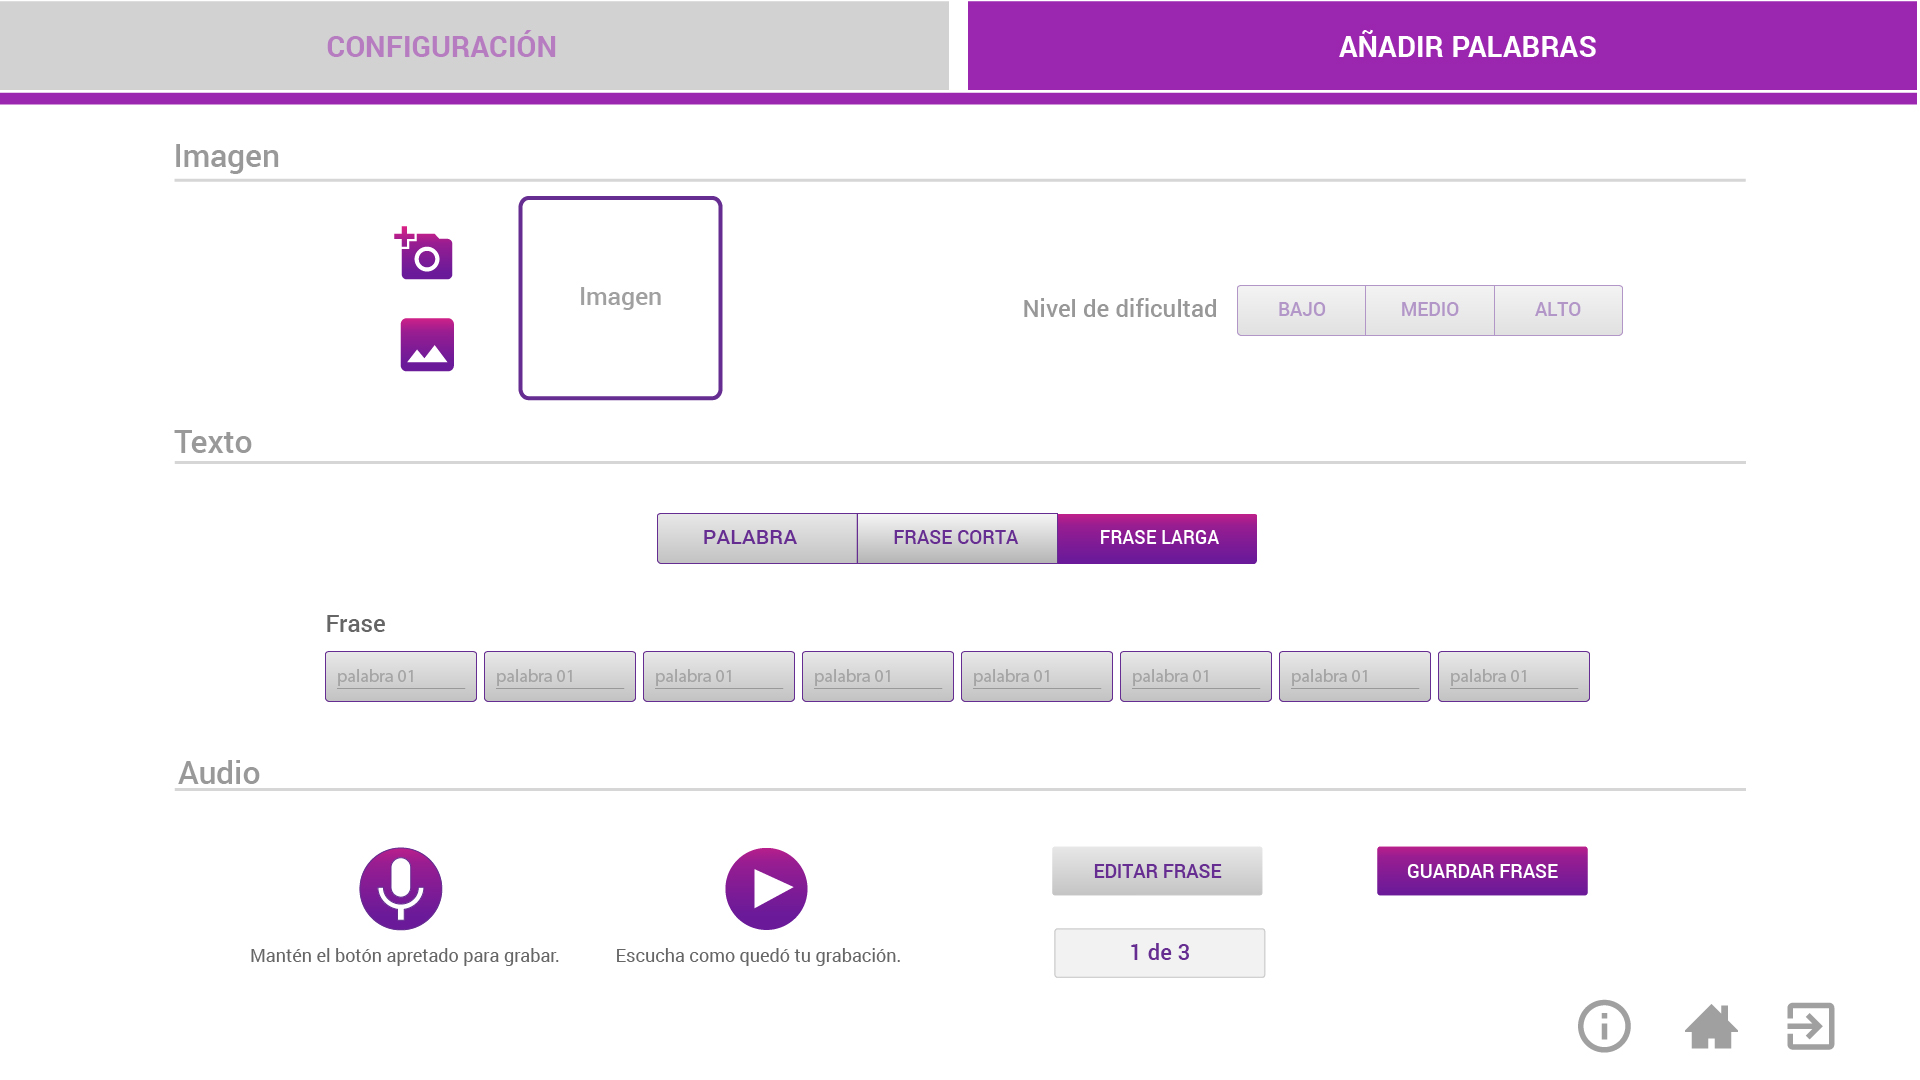 CONFIGURACIÓN
AÑADIR PALABRAS
Imagen
Imagen
Nivel de dificultad
BAJO
MEDIO
ALTO
Texto
PALABRA
FRASE CORTA
FRASE LARGA
Frase
palabra 01
palabra 01
palabra 01
palabra 01
palabra 01
palabra 01
palabra 01
palabra 01
Audio
EDITAR FRASE
GUARDAR FRASE
Mantén el botón apretado para grabar.
Escucha como quedó tu grabación.
1 de 3